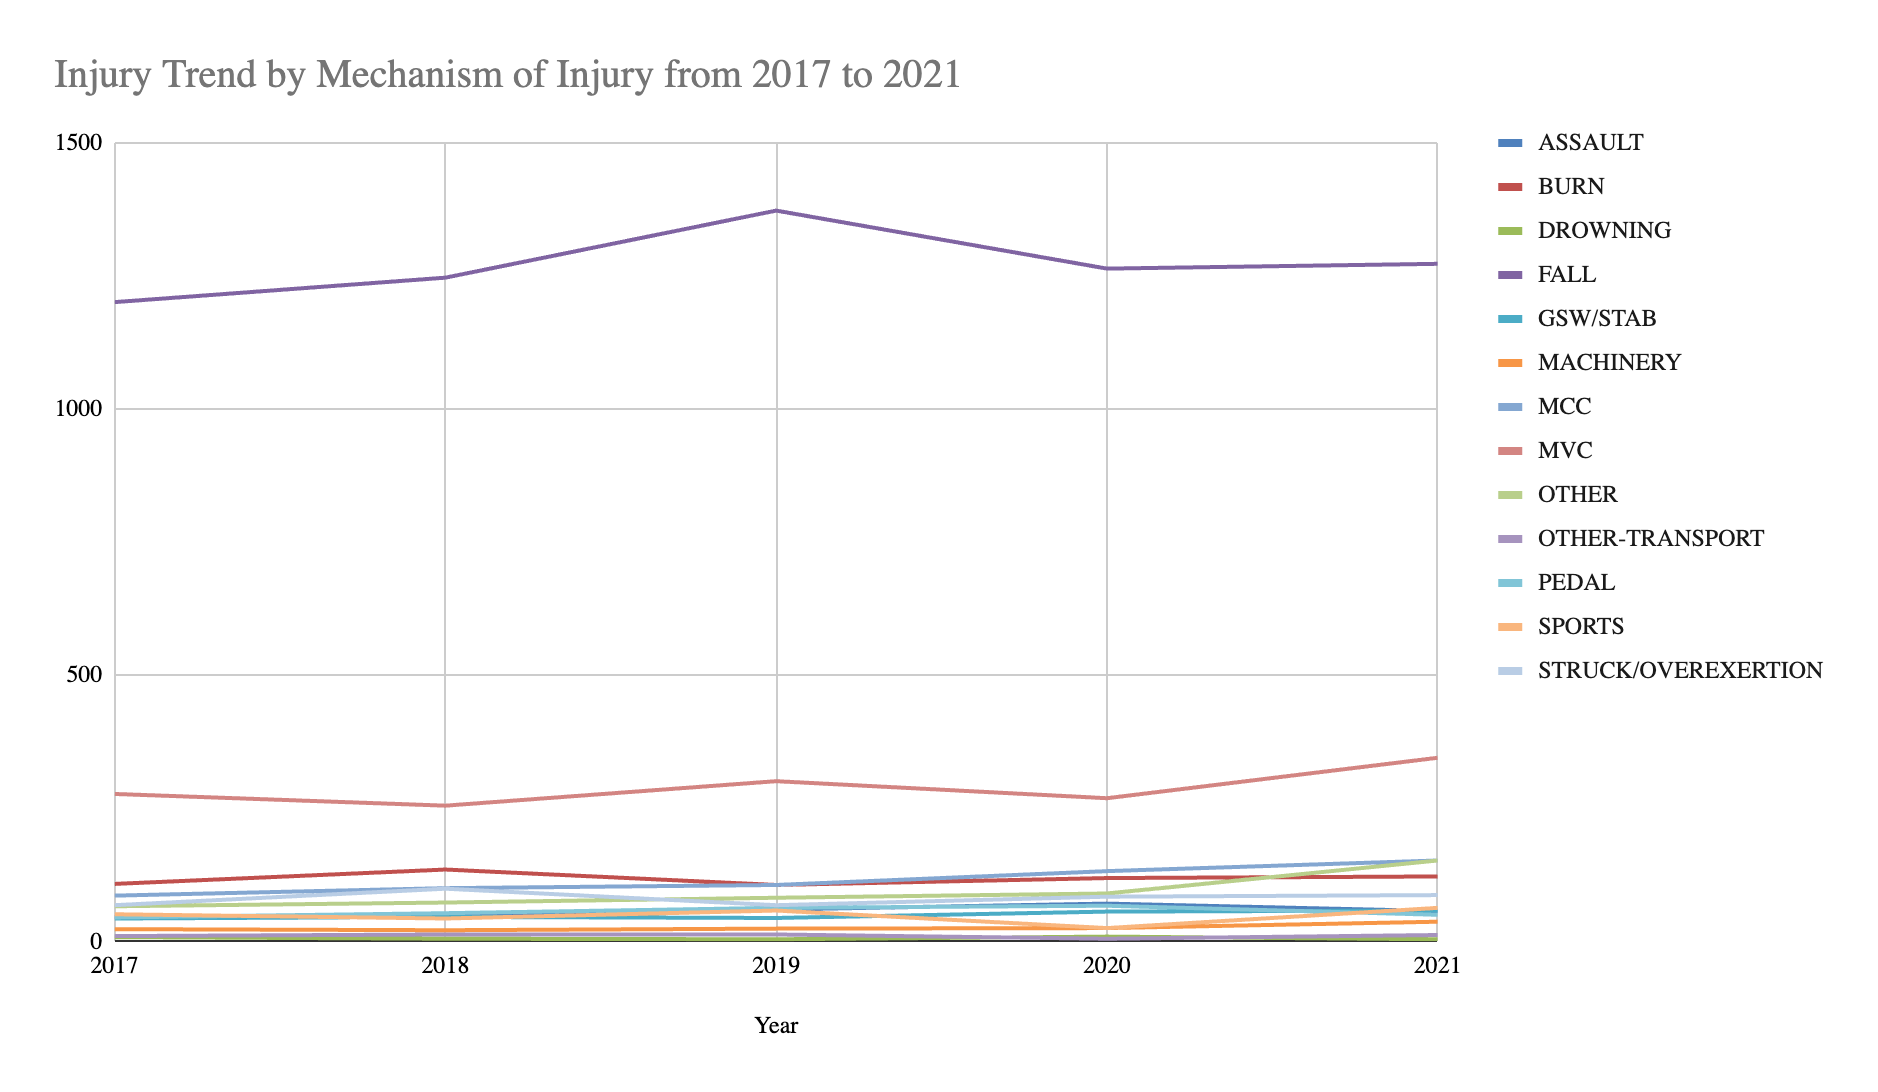 Injury Trend by Mechanism of Injury from 2017 to 2021
1500
1000
500
0
2017 2018 2019 2020 2021
Year
ASSAULT
BURN
DROWNING
FALL
GSW/STAB
MACHINERY
MCC
MVC
OTHER
OTHER-TRANSPORT
PEDAL
SPORTS
STRUCK/OVEREXERTION